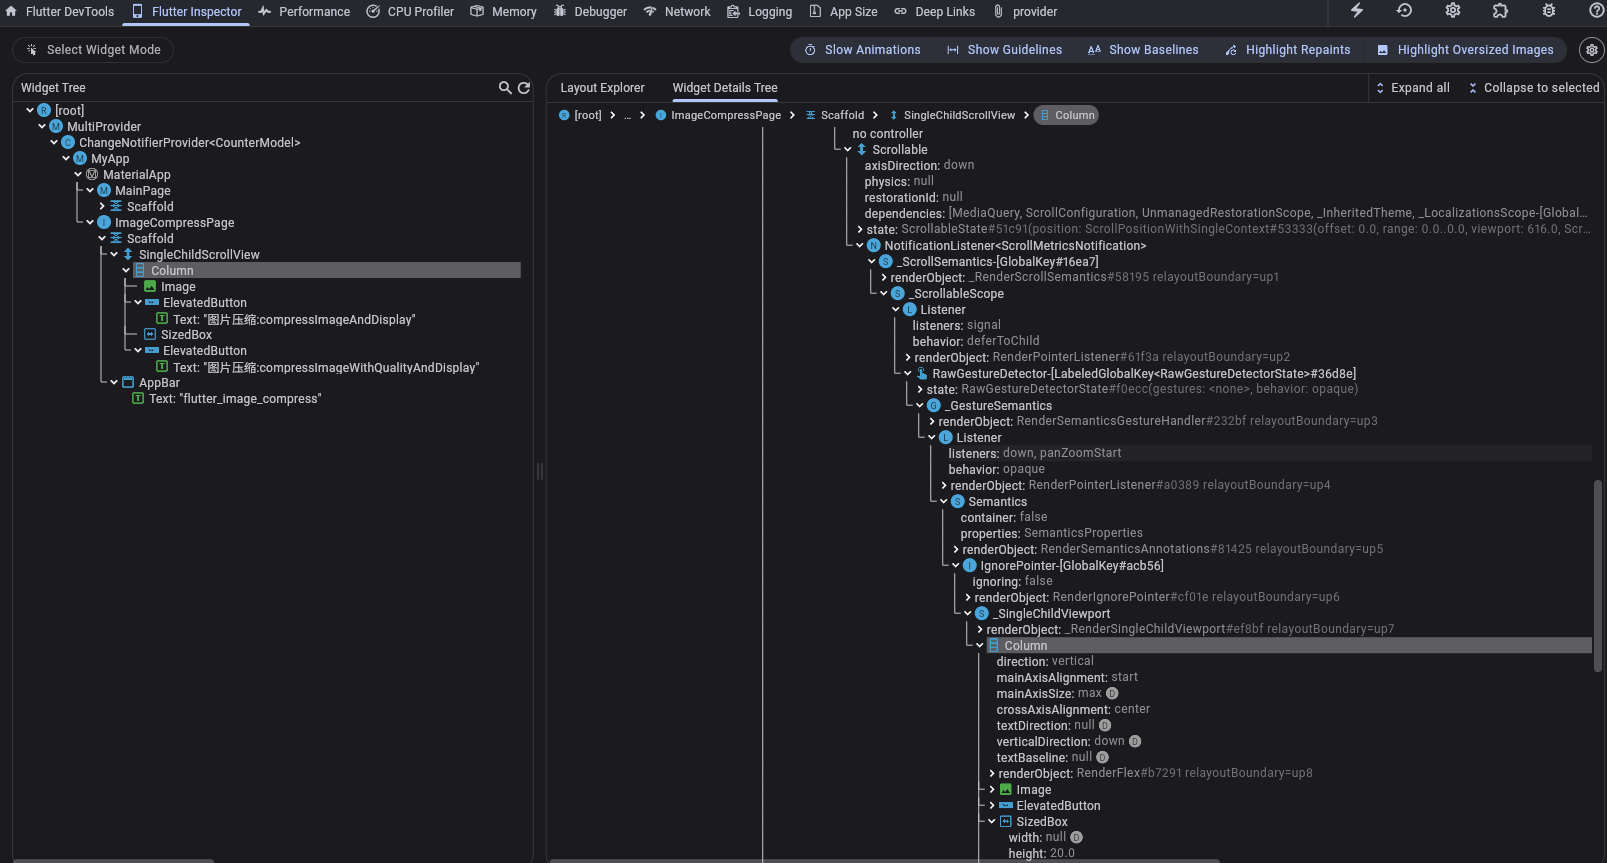 Flutter DevTools Flutter Inspector Performance CPU Profiler Memory Debugger Network Logging App Size Deep Links provider
Select Widget Mode Slow Animations Show Guidelines Show Baselines Highlight Repaints Highlight Oversized Images
Widget Tree
R [root]
M MultiProvider
C ChangeNotifierProvider<CounterModel>
M MyApp
M MaterialApp
M MainPage
Scaffold
I ImageCompressPage
Scaffold
SingleChildScrollView
Column
Image
ElevatedButton
T Text: "图片压缩:compressImageAndDisplay"
SizedBox
ElevatedButton
T Text: "图片压缩:compressImageWithQualityAndDisplay"
AppBar
T Text: "flutter_image_compress"
Layout Explorer Widget Details Tree Expand all Collapse to selected
R [root] > ... > I ImageCompressPage > Scaffold > SingleChildScrollView > Column
no controller
Scrollable
axisDirection: down
physics: null
restorationId: null
dependencies: [MediaQuery, ScrollConfiguration, UnmanagedRestorationScope, _InheritedTheme, _LocalizationsScope-[Global...
state: ScrollableState#51c91(position: ScrollPositionWithSingleContext#53333(offset: 0.0, range: 0.0..0.0, viewport: 616.0, Scr...
N NotificationListener<ScrollMetricsNotification>
S _ScrollSemantics-[GlobalKey#16ea7]
renderObject: _RenderScrollSemantics#58195 relayoutBoundary=up1
S _ScrollableScope
L Listener
listeners: signal
behavior: deferToChild
renderObject: RenderPointerListener#61f3a relayoutBoundary=up2
RawGestureDetector-[LabeledGlobalKey<RawGestureDetectorState>#36d8e]
state: RawGestureDetectorState#f0ecc(gestures: <none>, behavior: opaque)
G _GestureSemantics
renderObject: RenderSemanticsGestureHandler#232bf relayoutBoundary=up3
L Listener
listeners: down, panZoomStart
behavior: opaque
renderObject: RenderPointerListener#a0389 relayoutBoundary=up4
S Semantics
container: false
properties: SemanticsProperties
renderObject: RenderSemanticsAnnotations#81425 relayoutBoundary=up5
I IgnorePointer-[GlobalKey#acb56]
ignoring: false
renderObject: RenderIgnorePointer#cf01e relayoutBoundary=up6
S _SingleChildViewport
renderObject: _RenderSingleChildViewport#ef8bf relayoutBoundary=up7
Column
direction: vertical
mainAxisAlignment: start
mainAxisSize: max D
crossAxisAlignment: center
textDirection: null D
verticalDirection: down D
textBaseline: null D
renderObject: RenderFlex#b7291 relayoutBoundary=up8
Image
ElevatedButton
SizedBox
width: null D
height: 20.0